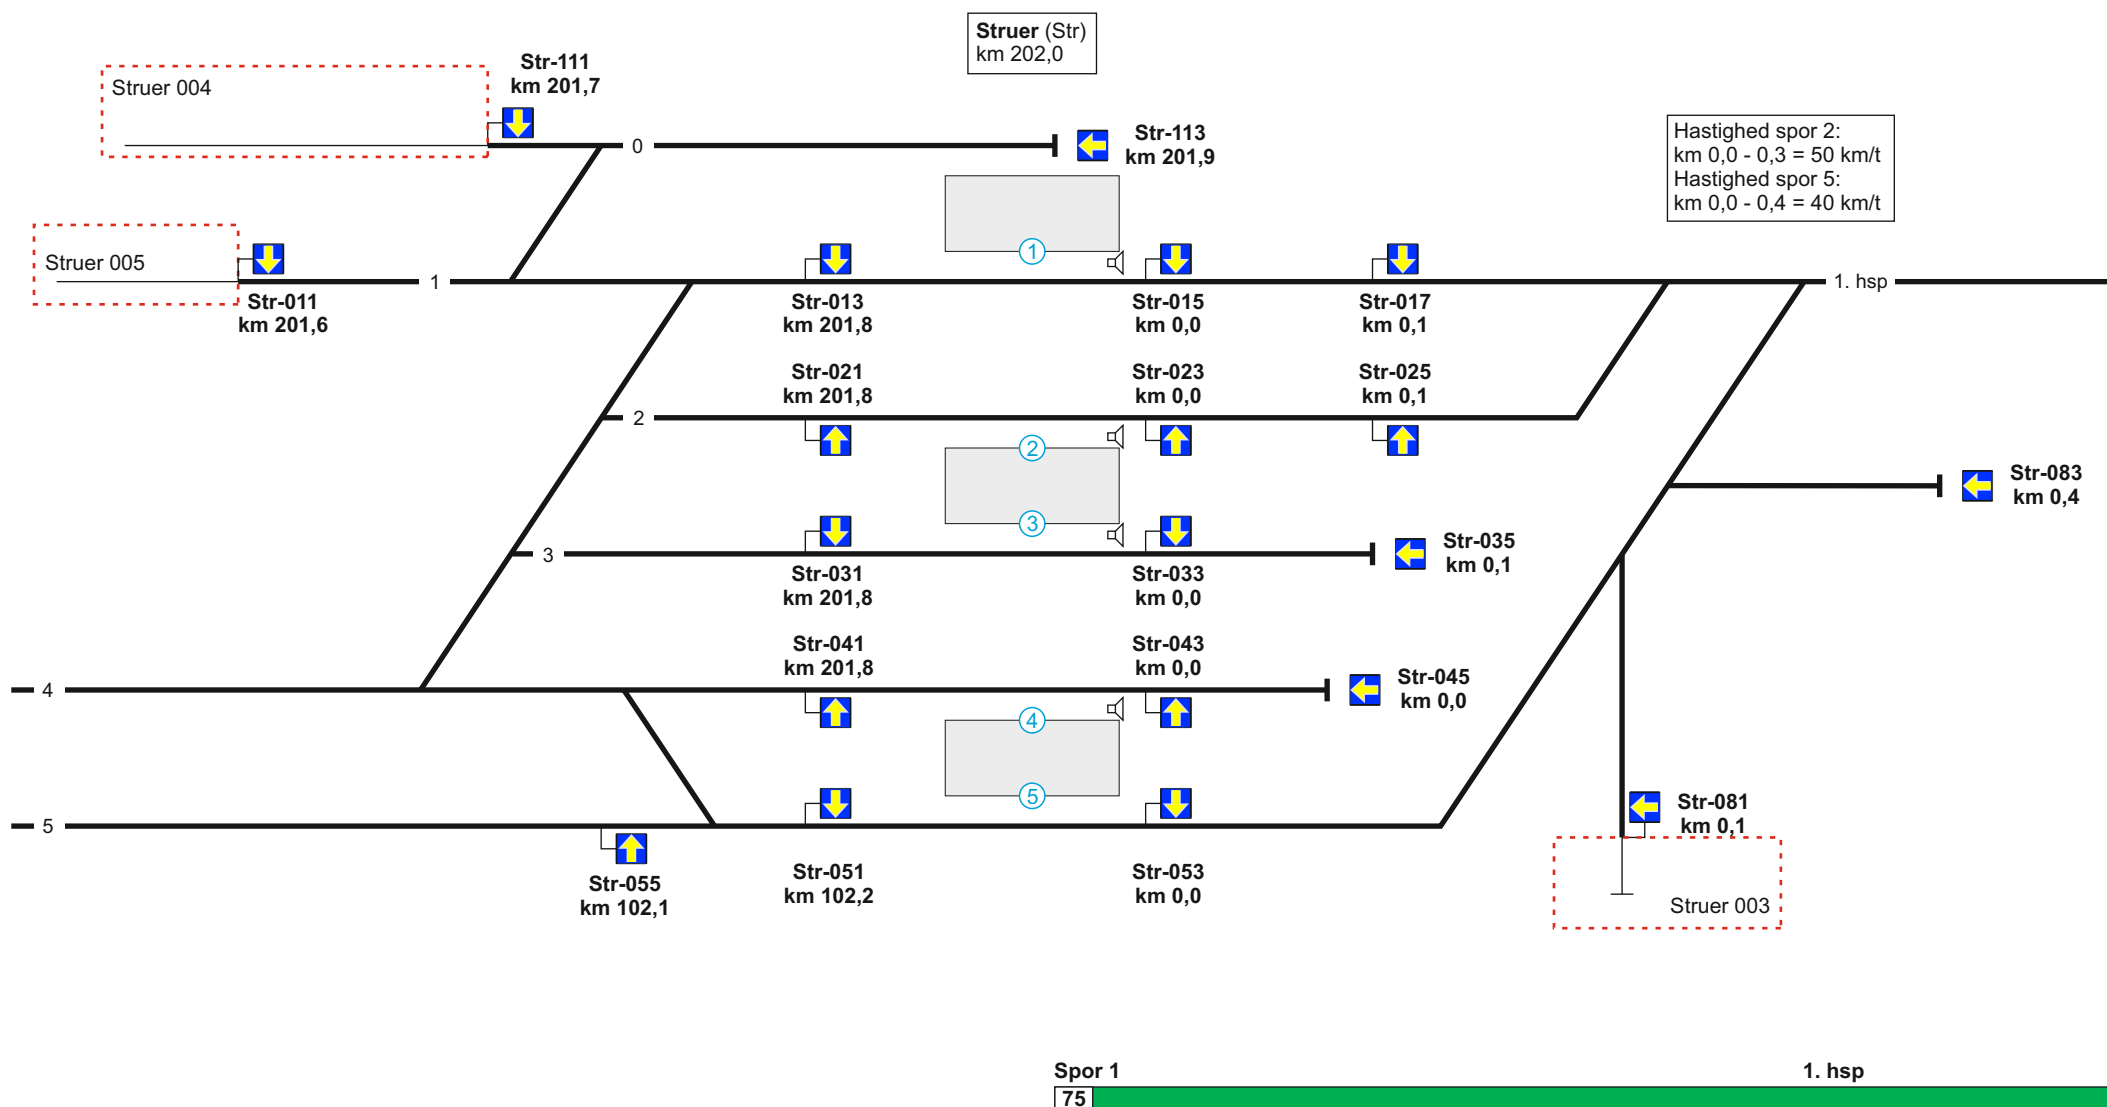 Struer (Str)
km 202,0
Str-111
km 201,7
Struer 004
0
Str-113
km 201,9
Hastighed spor 2:
km 0,0 - 0,3 = 50 km/t
Hastighed spor 5:
km 0,0 - 0,4 = 40 km/t
1
Struer 005
1
1. hsp
Str-011
km 201,6
Str-013
km 201,8
Str-015
km 0,0
Str-017
km 0,1
Str-021
km 201,8
Str-023
km 0,0
Str-025
km 0,1
2
2
Str-083
km 0,4
3
3
Str-035
km 0,1
Str-031
km 201,8
Str-033
km 0,0
Str-041
km 201,8
Str-043
km 0,0
4
Str-045
km 0,0
4
5
5
Str-081
km 0,1
Str-055
km 102,1
Str-051
km 102,2
Str-053
km 0,0
Struer 003
Spor 1
1. hsp
75